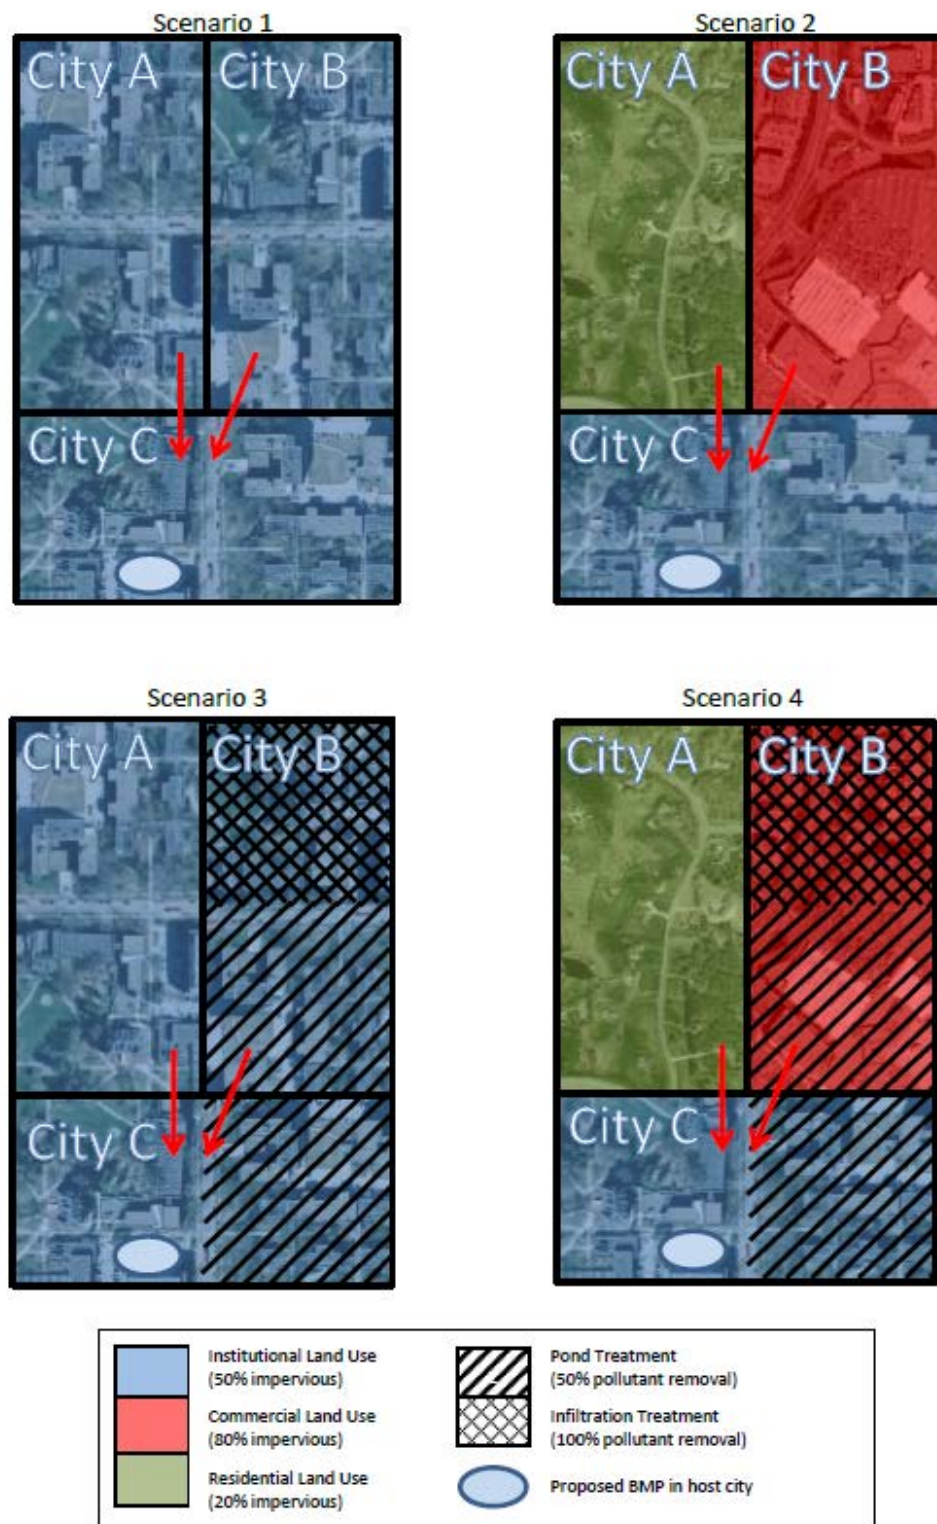 Scenario 1
City A
City B
City C
Scenario 2
City A
City B
City C
Scenario 3
City A
City B
City C
Scenario 4
City A
City B
City C
Institutional Land Use
(50% impervious)
Commercial Land Use
(80% impervious)
Residential Land Use
(20% impervious)
Pond Treatment
(50% pollutant removal)
Infiltration Treatment
(100% pollutant removal)
Proposed BMP in host city